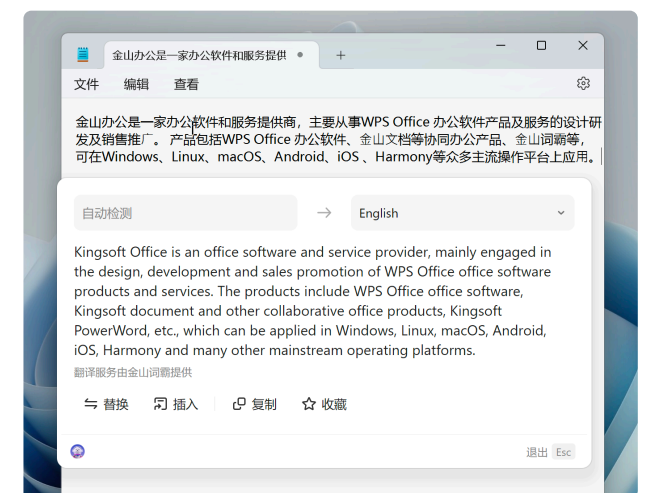 金山办公是一家办公软件和服务提供
文件 编辑 查看
金山办公是一家办公软件和服务提供商，主要从事WPS Office 办公软件产品及服务的设计研
发及销售推广。 产品包括WPS Office 办公软件、金山文档等协同办公产品、金山词霸等，
可在Windows、Linux、macOS、Android、iOS 、Harmony等众多主流操作平台上应用。
自动检测 → English
Kingsoft Office is an office software and service provider, mainly engaged in
the design, development and sales promotion of WPS Office office software
products and services. The products include WPS Office office software,
Kingsoft document and other collaborative office products, Kingsoft
PowerWord, etc., which can be applied in Windows, Linux, macOS, Android,
iOS, Harmony and many other mainstream operating platforms.
翻译服务由金山词霸提供
替换 插入 复制 收藏
退出 Esc